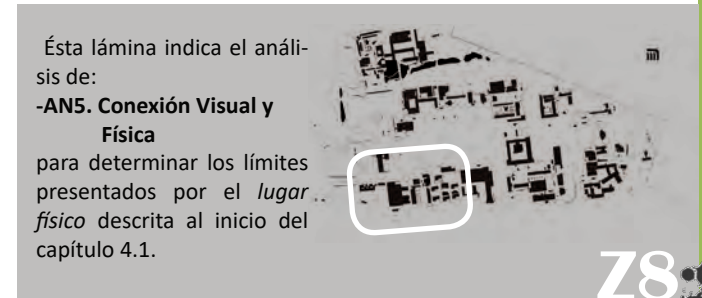 Ésta lámina indica el análi-
sis de:
-AN5. Conexión Visual y
Física
para determinar los límites
presentados por el lugar
físico descrita al inicio del
capítulo 4.1.
Z8